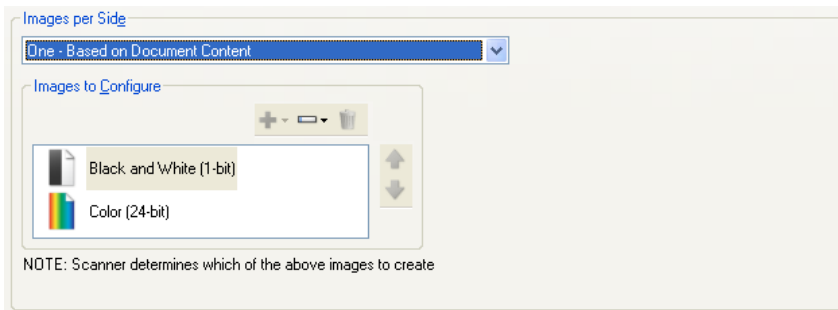 Images per Side
One - Based on Document Content
Images to Configure
Black and White (1-bit)
Color (24-bit)
NOTE: Scanner determines which of the above images to create